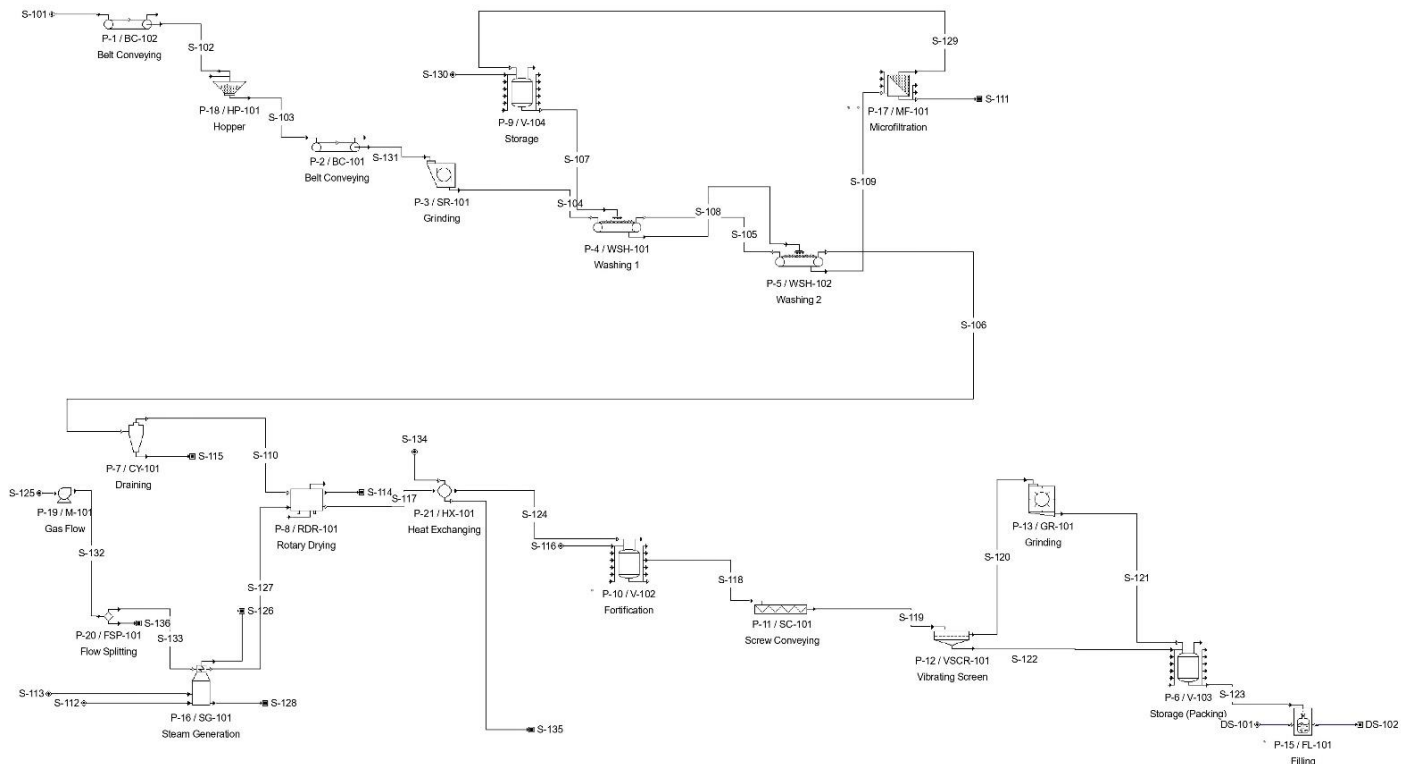 S-101
P-1 / BC-102
Belt Conveying
S-102
P-18 / HP-101
Hopper
S-103
P-2 / BC-101
Belt Conveying
S-131
P-3 / SR-101
Grinding
S-104
S-130
P-9 / V-104
Storage
S-107
P-4 / WSH-101
Washing 1
S-108
S-105
P-5 / WSH-102
Washing 2
S-109
S-129
P-17 / MF-101
Microfiltration
S-111
S-106
P-7 / CY-101
Draining
S-115
S-110
S-125
P-19 / M-101
Gas Flow
S-132
P-20 / FSP-101
Flow Splitting
S-136
S-133
S-113
S-112
P-16 / SG-101
Steam Generation
S-126
S-127
S-128
P-8 / RDR-101
Rotary Drying
S-114
S-117
S-134
P-21 / HX-101
Heat Exchanging
S-124
S-135
S-116
P-10 / V-102
Fortification
S-118
P-11 / SC-101
Screw Conveying
S-119
P-12 / VSCR-101
Vibrating Screen
S-120
S-122
P-13 / GR-101
Grinding
S-121
P-6 / V-103
Storage (Packing)
S-123
DS-101
P-15 / FL-101
Filling
DS-102